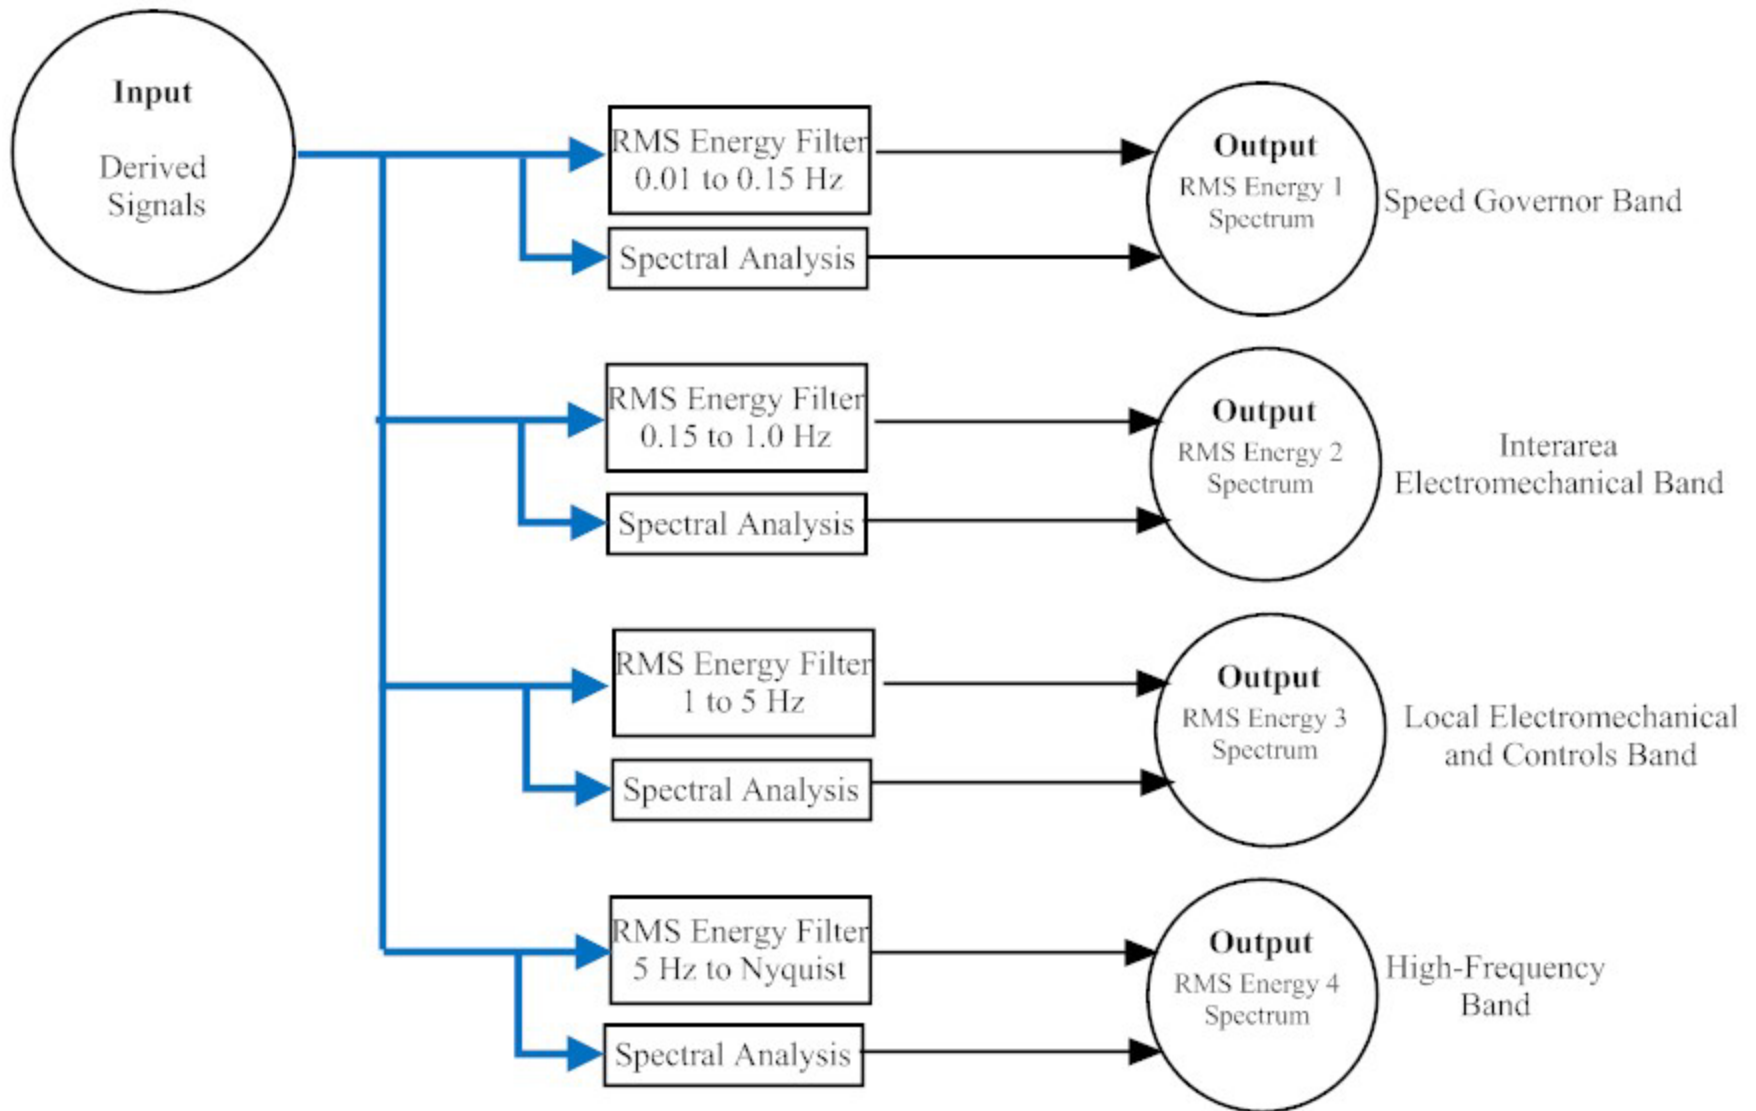 Input
Derived
Signals
RMS Energy Filter
0.01 to 0.15 Hz
Spectral Analysis
Output
RMS Energy 1
Spectrum
Speed Governor Band
RMS Energy Filter
0.15 to 1.0 Hz
Spectral Analysis
Output
RMS Energy 2
Spectrum
Interarea
Electromechanical Band
RMS Energy Filter
1 to 5 Hz
Spectral Analysis
Output
RMS Energy 3
Spectrum
Local Electromechanical
and Controls Band
RMS Energy Filter
5 Hz to Nyquist
Spectral Analysis
Output
RMS Energy 4
Spectrum
High-Frequency
Band